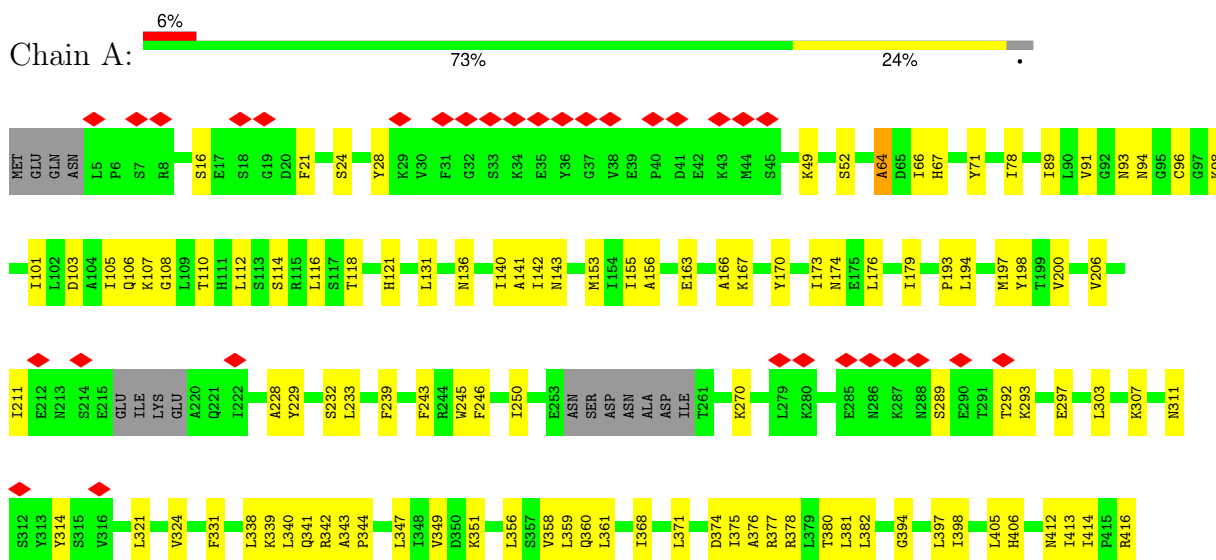 6%
Chain A:
73% 24% •
MET GLU GLN ASN L5 P6 S7 R8 S16 E17 S18 G19 D20 F21 S24 Y28 K29 V30 F31 G32 S33 K34 E35 Y36 G37 V38 E39 P40 D41 E42 K43 M44 S45 K49 S52 A64 D65 I66 H67 Y71 I78 I89 L90 V91 G92 N93 N94 G95 C96 G97 K98
I101 L102 D103 A104 I105 Q106 K107 G108 L109 T110 H111 L112 S113 S114 R115 L116 S117 T118 H121 L131 N136 I140 A141 I142 N143 M153 I154 I155 A156 E163 A166 K167 Y170 I173 N174 E175 L176 I179 P193 L194 M197 Y198 T199 V200 V206
I211 E212 N213 S214 E215 GLU ILE LYS GLU A220 Q221 I222 A228 Y229 S232 L233 F239 F243 R244 W245 F246 I250 E253 ASN SER ASP ASN ALA ASP ILE T261 K270 L279 K280 E285 N286 K287 N288 S289 E290 T291 T292 K293 E297 L303 K307 N311
S312 Y313 Y314 S315 V316 L321 V324 F331 L338 K339 L340 Q341 R342 A343 P344 L347 I348 V349 D350 K351 L356 S357 V358 L359 Q360 L361 I368 L371 D374 I375 A376 R377 R378 L379 T380 L381 L382 G394 L397 I398 L405 H406 N412 I413 I414 P415 R416